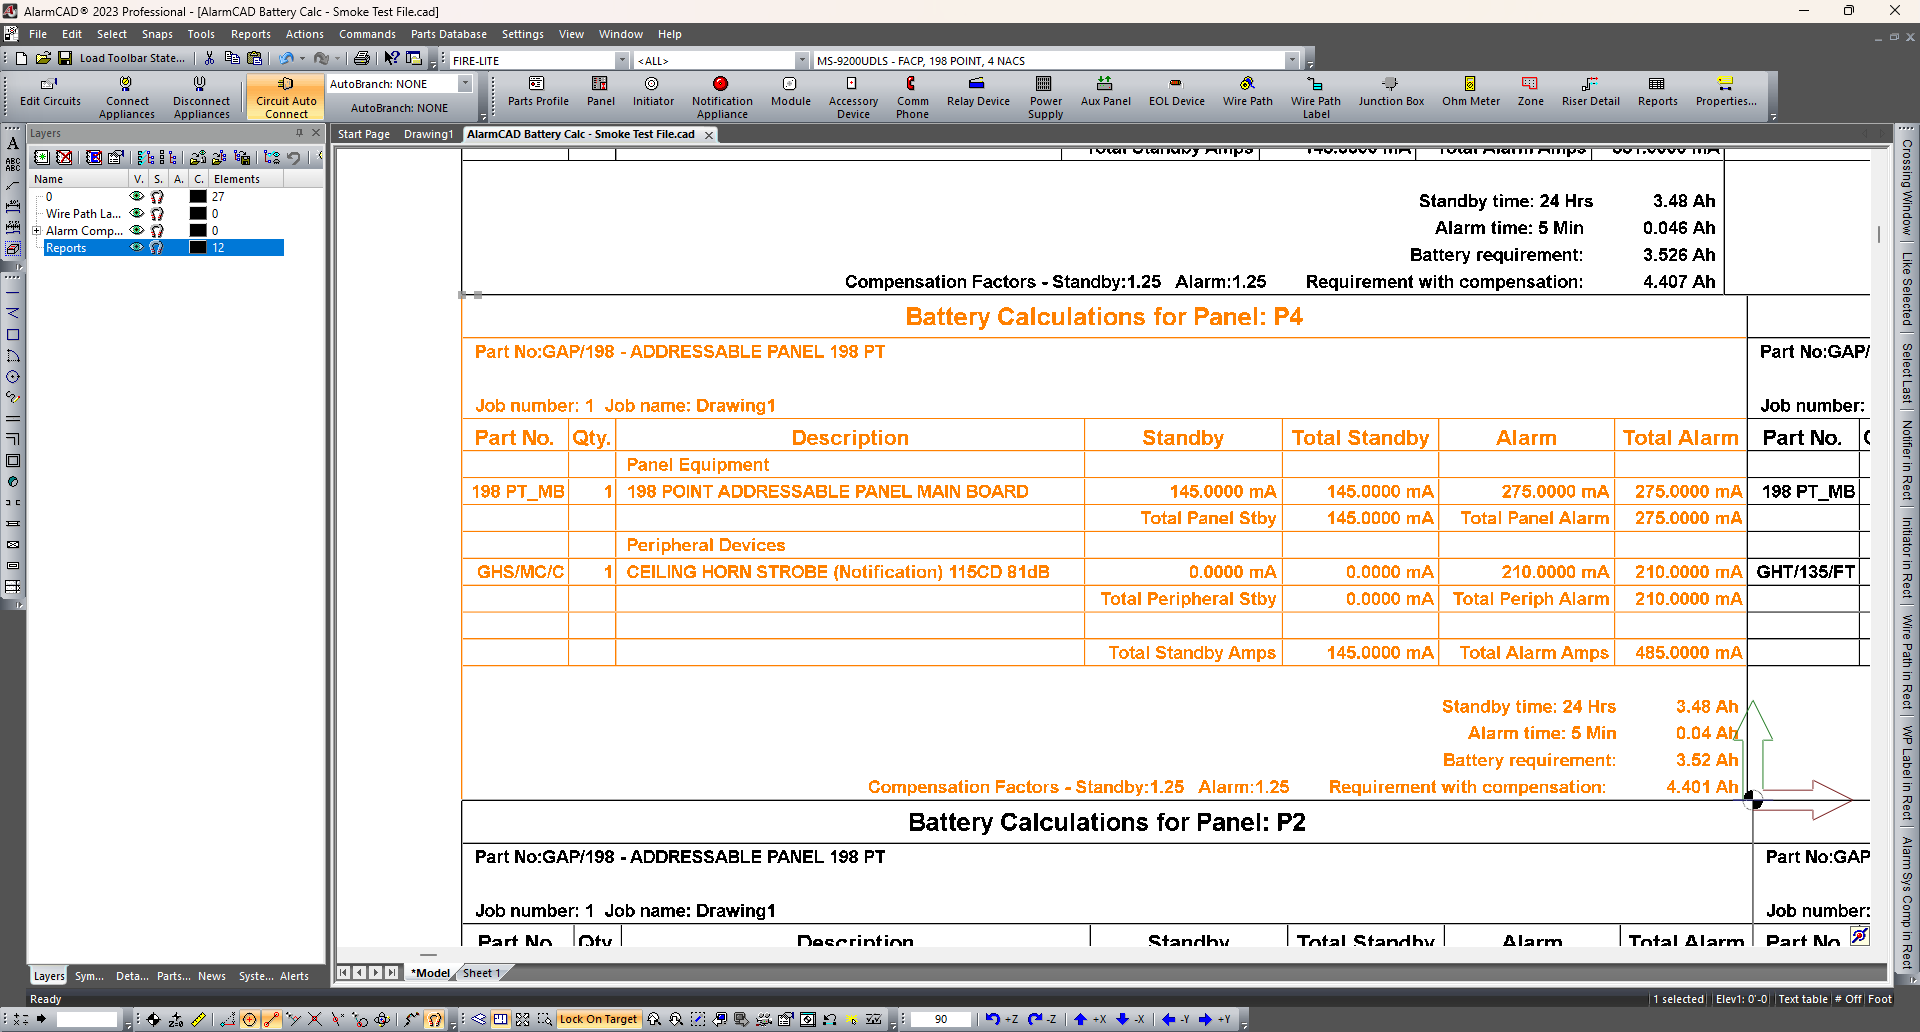 AlarmCAD® 2023 Professional - [AlarmCAD Battery Calc - Smoke Test File.cad]
File Edit Select Snaps Tools Reports Actions Commands Parts Database Settings View Window Help
Load Toolbar State... FIRE-LITE <ALL> MS-9200UDLS - FACP, 198 POINT, 4 NACS
Edit Circuits Connect Appliances Disconnect Appliances Circuit Auto Connect AutoBranch: NONE AutoBranch: NONE Parts Profile Panel Initiator Notification Appliance Module Accessory Device Comm Phone Relay Device Power Supply Aux Panel EOL Device Wire Path Wire Path Label Junction Box Ohm Meter Zone Riser Detail Reports Properties...
Layers
Start Page Drawing1 AlarmCAD Battery Calc - Smoke Test File.cad
Name V. S. A. C. Elements
0 27
Wire Path La... 0
Alarm Comp... 0
Reports 12
Total Standby Amps 145.0000 mA Total Alarm Amps
Standby time: 24 Hrs 3.48 Ah
Alarm time: 5 Min 0.046 Ah
Battery requirement: 3.526 Ah
Compensation Factors - Standby:1.25 Alarm:1.25 Requirement with compensation: 4.407 Ah
Battery Calculations for Panel: P4
Part No:GAP/198 - ADDRESSABLE PANEL 198 PT Part No:GAP/
Job number: 1 Job name: Drawing1 Job number:
Part No. Qty. Description Standby Total Standby Alarm Total Alarm Part No.
Panel Equipment
198 PT_MB 1 198 POINT ADDRESSABLE PANEL MAIN BOARD 145.0000 mA 145.0000 mA 275.0000 mA 275.0000 mA 198 PT_MB
Total Panel Stby 145.0000 mA Total Panel Alarm 275.0000 mA
Peripheral Devices
GHS/MC/C 1 CEILING HORN STROBE (Notification) 115CD 81dB 0.0000 mA 0.0000 mA 210.0000 mA 210.0000 mA GHT/135/FT
Total Peripheral Stby 0.0000 mA Total Periph Alarm 210.0000 mA
Total Standby Amps 145.0000 mA Total Alarm Amps 485.0000 mA
Standby time: 24 Hrs 3.48 Ah
Alarm time: 5 Min 0.04 Ah
Battery requirement: 3.52 Ah
Compensation Factors - Standby:1.25 Alarm:1.25 Requirement with compensation: 4.401 Ah
Battery Calculations for Panel: P2
Part No:GAP/198 - ADDRESSABLE PANEL 198 PT Part No:GAP
Job number: 1 Job name: Drawing1 Job number:
Part No Qty Description Standby Total Standby Alarm Total Alarm Part No
Crossing Window
Like Selected
Select Last
Notifier in Rect
Initiator in Rect
Wire Path in Rect
WP Label in Rect
Alarm Sys Comp in Rect
Layers Sym... Deta... Parts... News Syste... Alerts
*Model Sheet 1
Ready 1 selected Elev1: 0'-0 Text table # Off Foot
Lock On Target 90 +Z -Z +X -X -Y +Y